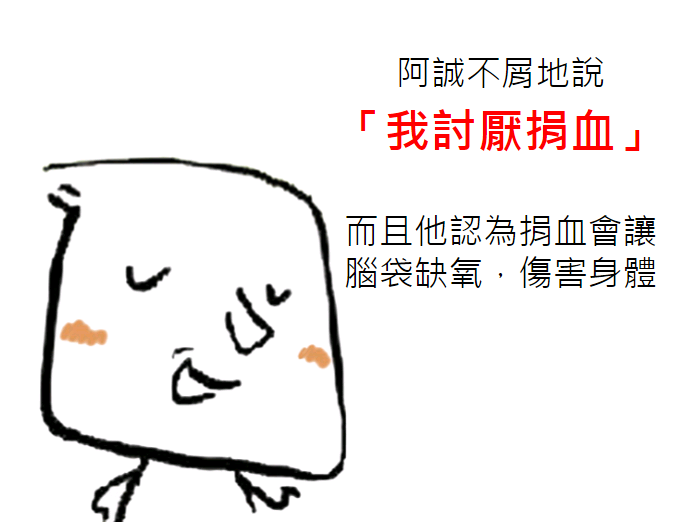 阿誠不屑地說
「我討厭捐血」
而且他認為捐血會讓
腦袋缺氧，傷害身體